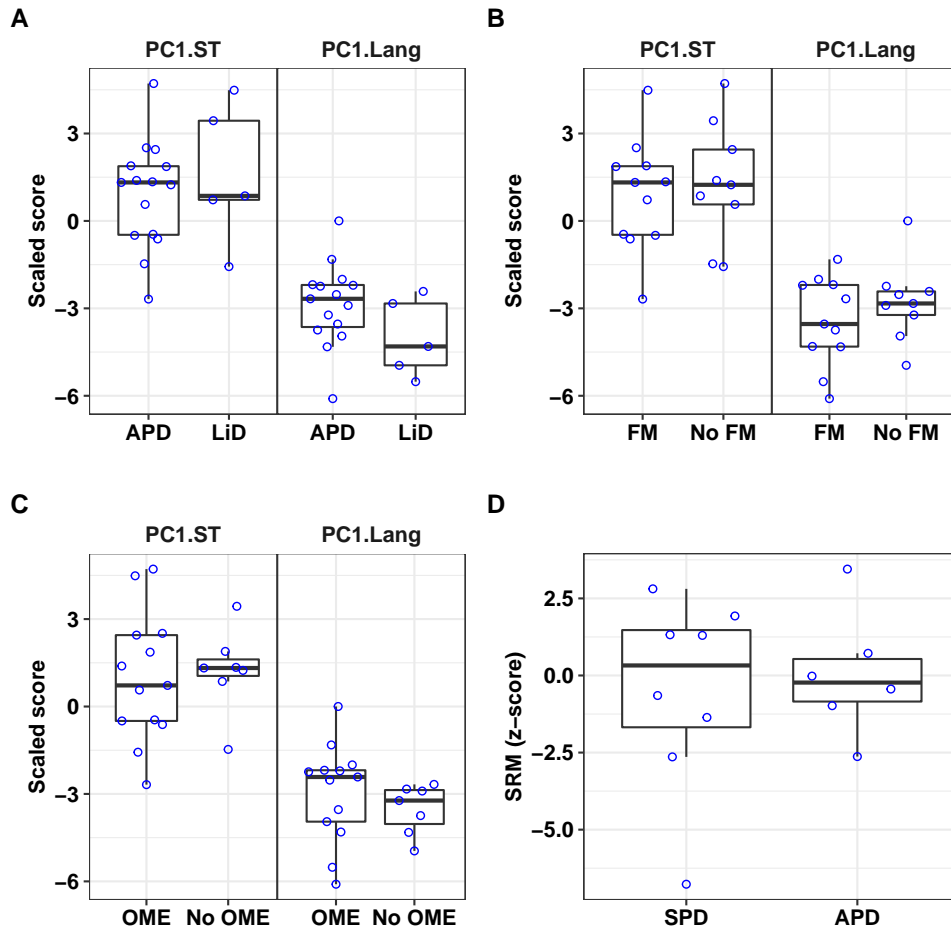 A
PC1.ST PC1.Lang
Scaled score
3
0
−3
−6
APD LiD APD LiD
B
PC1.ST PC1.Lang
Scaled score
3
0
−3
−6
FM No FM FM No FM
C
PC1.ST PC1.Lang
Scaled score
3
0
−3
−6
OME No OME OME No OME
D
SRM (z−score)
2.5
0.0
−2.5
−5.0
SPD APD